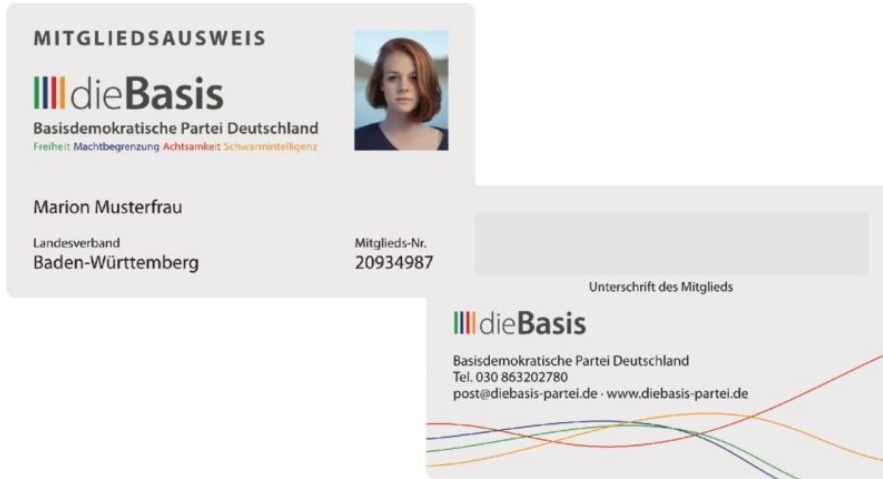 MITGLIEDSAUSWEIS
dieBasis
Basisdemokratische Partei Deutschland
Freiheit Machtbegrenzung Achtsamkeit Schwarmintelligenz
Marion Musterfrau
Landesverband
Baden-Württemberg
Mitglieds-Nr.
20934987
Unterschrift des Mitglieds
dieBasis
Basisdemokratische Partei Deutschland
Tel. 030 863202780
post@diebasis-partei.de · www.diebasis-partei.de